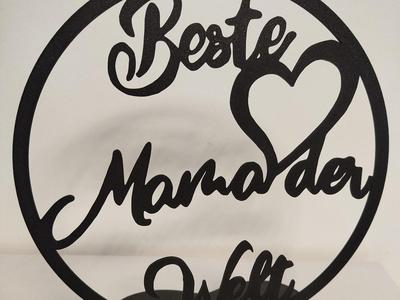 Beste
Mama der
Welt